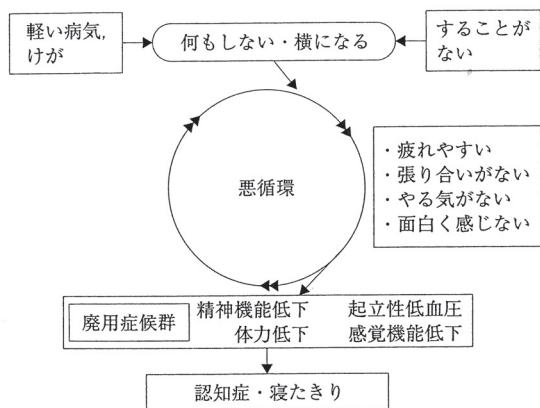 軽い病気,
けが
何もしない・横になる
することが
ない
悪循環
・疲れやすい
・張り合いがない
・やる気がない
・面白く感じない
廃用症候群
精神機能低下
体力低下
起立性低血圧
感覚機能低下
認知症・寝たきり